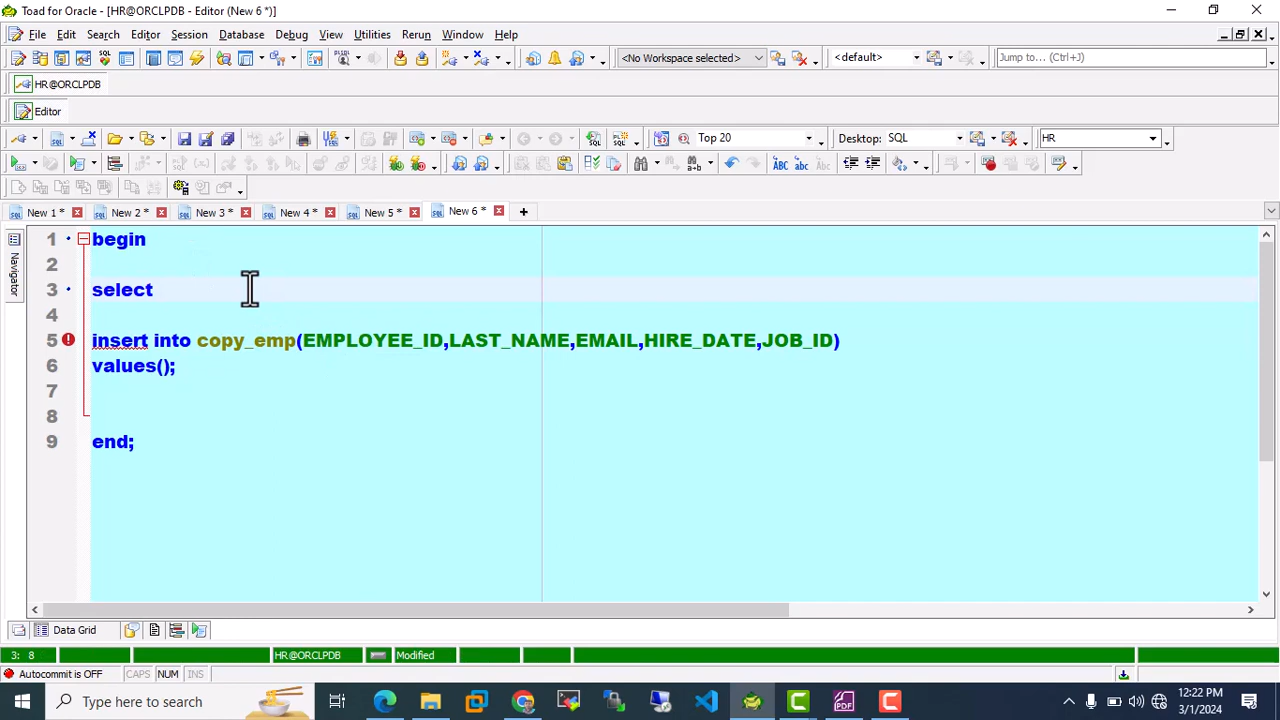 Toad for Oracle - [HR@ORCLPDB - Editor (New 6 *)]
File Edit Search Editor Session Database Debug View Utilities Rerun Window Help
<No Workspace selected> <default> Jump to... (Ctrl+J)
HR@ORCLPDB
Editor
Top 20 Desktop: SQL HR
New 1 * New 2 * New 3 * New 4 * New 5 * New 6 *
Navigator
1 begin
2
3 select
4
5 insert into copy_emp(EMPLOYEE_ID,LAST_NAME,EMAIL,HIRE_DATE,JOB_ID)
6 values();
7
8
9 end;
Data Grid
3: 8 HR@ORCLPDB Modified
Autocommit is OFF CAPS NUM INS
Type here to search
12:22 PM
3/1/2024